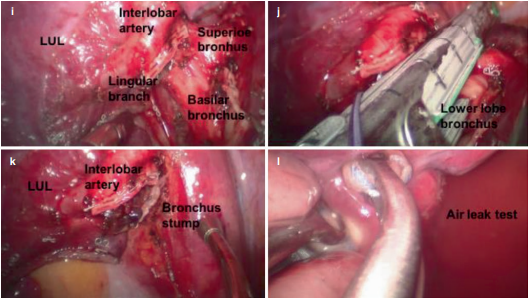 i
Interlobar
artery
Superior
bronhus
LUL
Lingular
branch
Basilar
bronchus
j
Lower lobe
bronchus
k
Interlobar
artery
LUL
Bronchus
stump
l
Air leak test